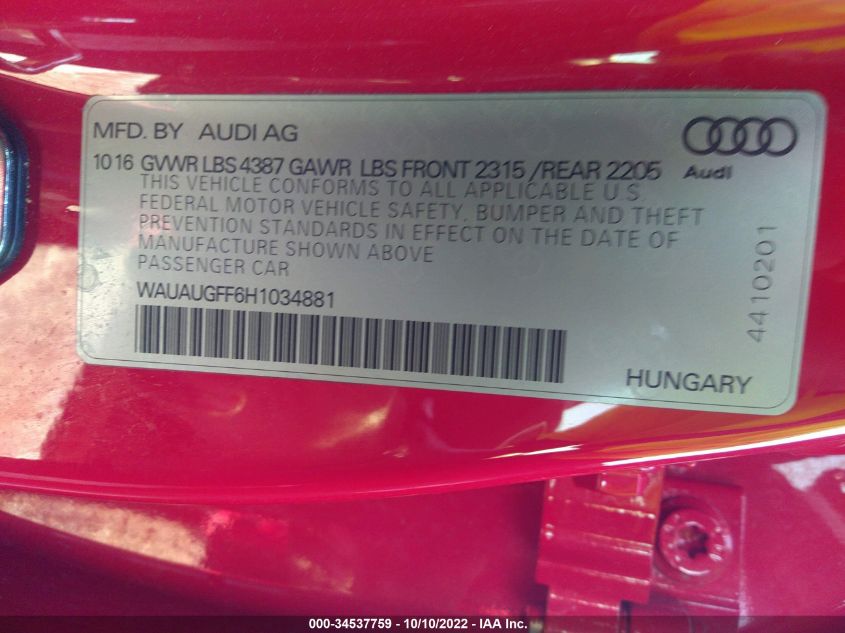 MFD. BY AUDI AG
Audi
10 16 GVWR LBS 4387 GAWR LBS FRONT 2315 /REAR 2205
THIS VEHICLE CONFORMS TO ALL APPLICABLE U.S.
FEDERAL MOTOR VEHICLE SAFETY, BUMPER AND THEFT
PREVENTION STANDARDS IN EFFECT ON THE DATE OF
MANUFACTURE SHOWN ABOVE
PASSENGER CAR
WAUAUGFF6H1034881
HUNGARY
4410201
000-34537759 - 10/10/2022 - IAA Inc.